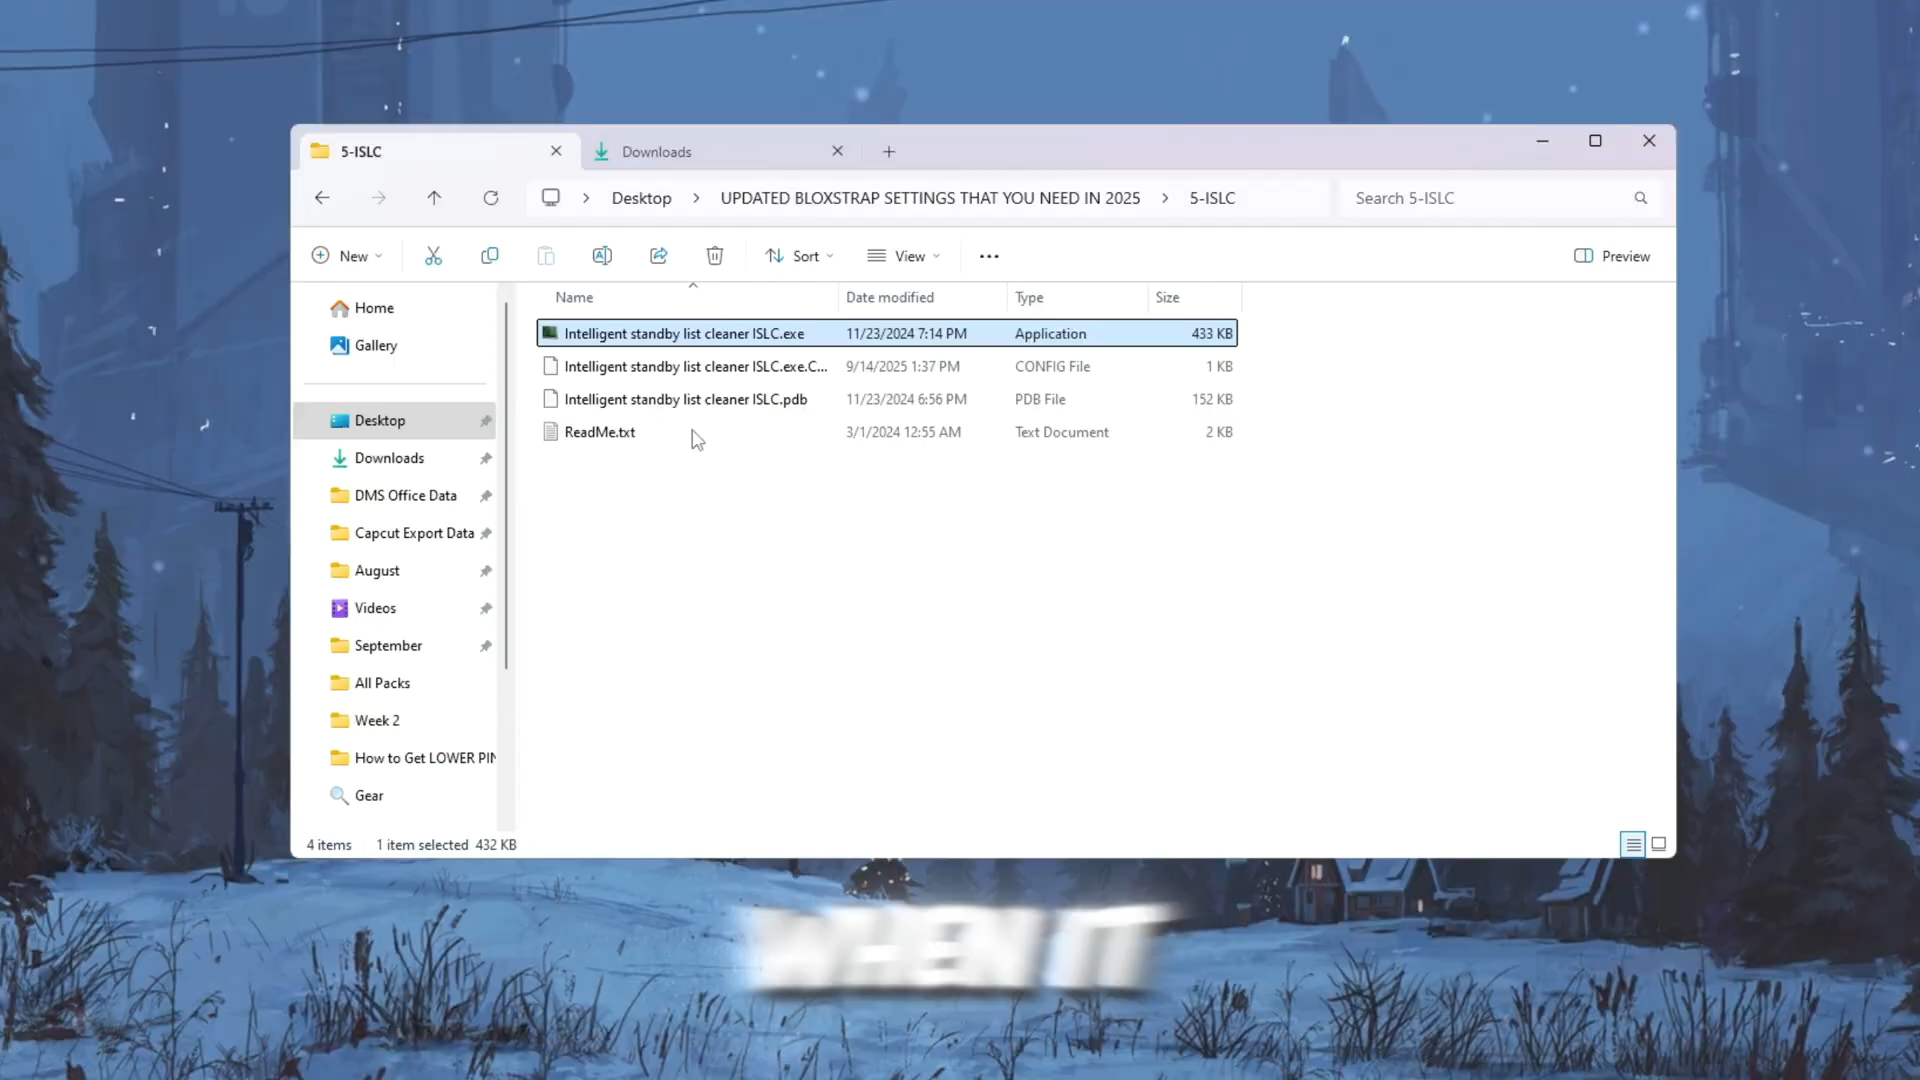 5-ISLC
Downloads
Desktop
UPDATED BLOXSTRAP SETTINGS THAT YOU NEED IN 2025
5-ISLC
Search 5-ISLC
New
Sort
View
Preview
Name
Date modified
Type
Size
Intelligent standby list cleaner ISLC.exe
11/23/2024 7:14 PM
Application
433 KB
Intelligent standby list cleaner ISLC.exe.C...
9/14/2025 1:37 PM
CONFIG File
1 KB
Intelligent standby list cleaner ISLC.pdb
11/23/2024 6:56 PM
PDB File
152 KB
ReadMe.txt
3/1/2024 12:55 AM
Text Document
2 KB
Home
Gallery
Desktop
Downloads
DMS Office Data
Capcut Export Data
August
Videos
September
All Packs
Week 2
How to Get LOWER PIN
Gear
4 items
1 item selected 432 KB
WHEN IT